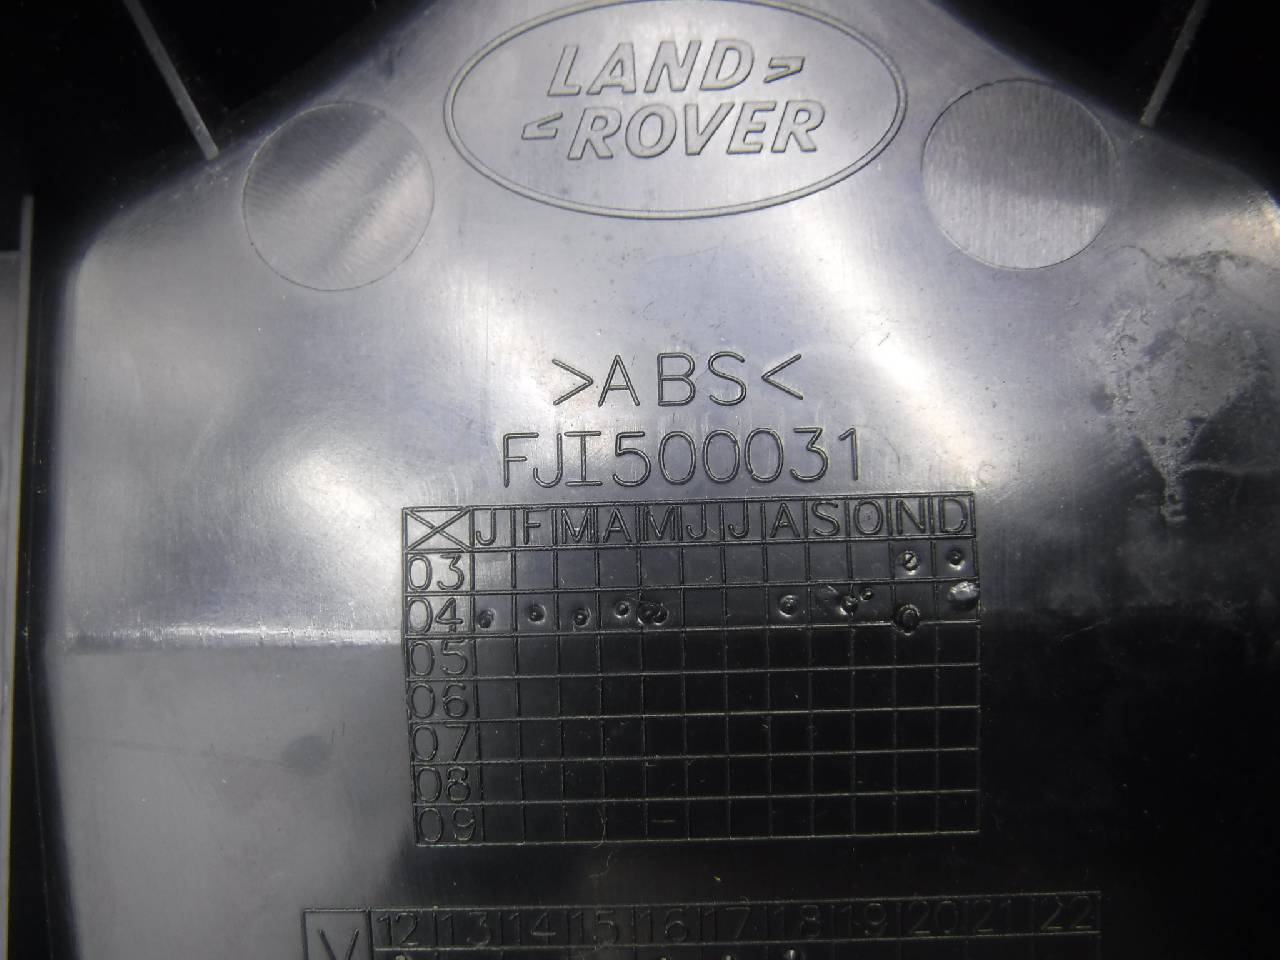 LAND>
<ROVER
>ABS<
FJI500031
J F M A M J J A S O N D
03
04
05
06
07
08
09
V 12 13 14 15 16 17 18 19 20 21 22